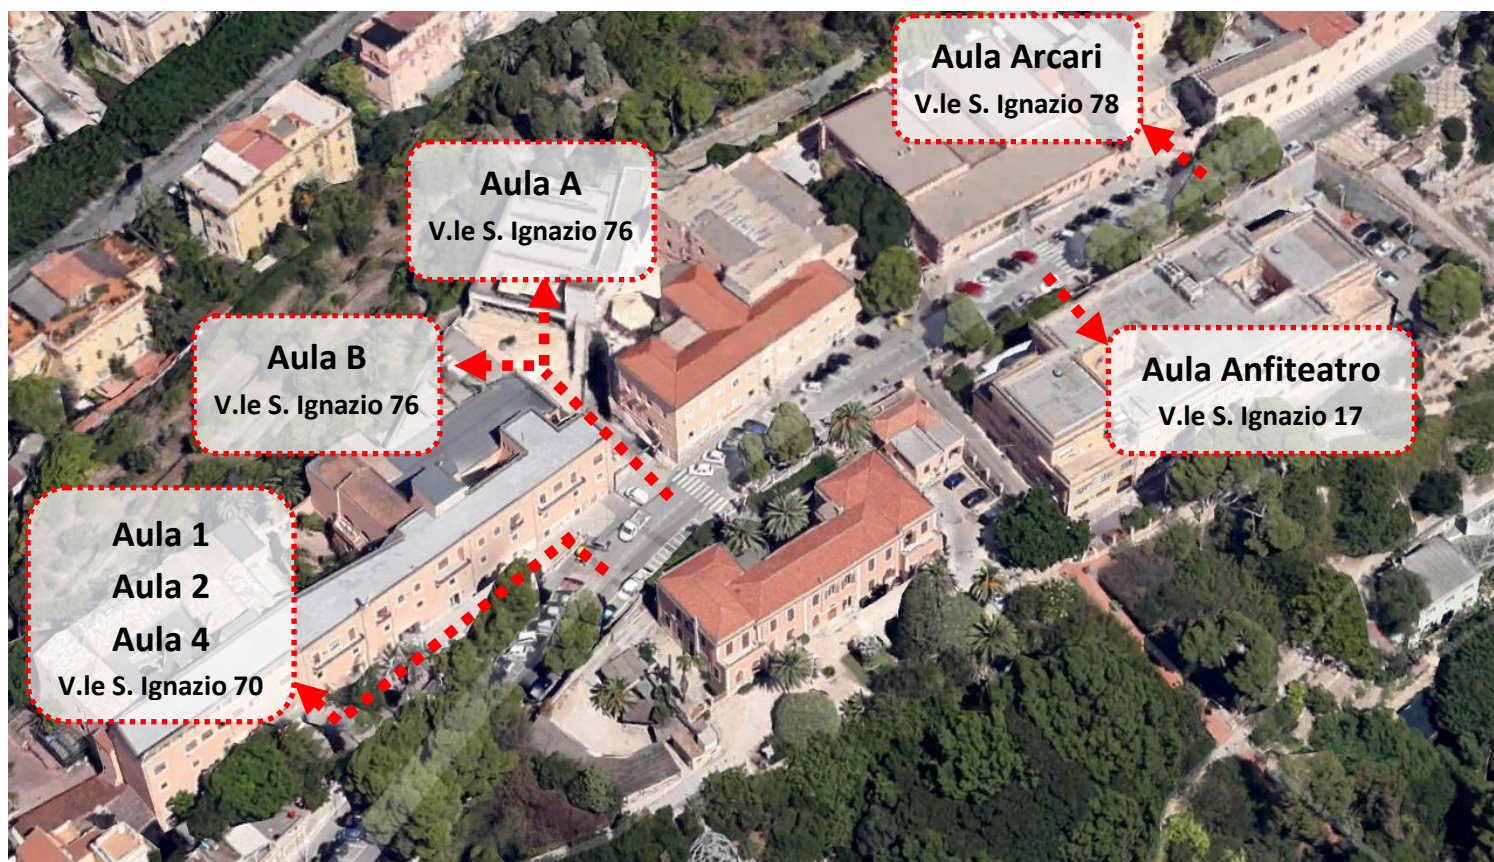 Aula Arcari
V.le S. Ignazio 78
Aula A
V.le S. Ignazio 76
Aula B
V.le S. Ignazio 76
Aula Anfiteatro
V.le S. Ignazio 17
Aula 1
Aula 2
Aula 4
V.le S. Ignazio 70